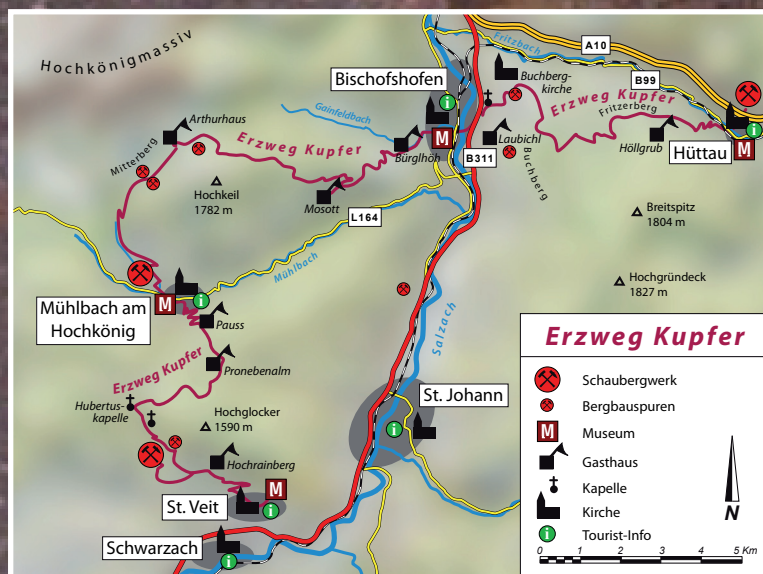 Hochkönigmassiv
Bischofshofen
Fritzbach
A10
B99
Buchberg-
kirche
Erzweg Kupfer
Fritzerberg
Höllgrub
Hüttau
M
i
Arthurhaus
Mitterberg
Gainfeldbach
Erzweg Kupfer
Bürglhöh
i
M
Laubichl
Buchberg
B311
Hochkeil
1782 m
Mosott
L164
Mühlbach
Breitspitz
1804 m
Hochgründeck
1827 m
Mühlbach am
Hochkönig
M
i
Pauss
Salzach
Erzweg Kupfer
Pronebenalm
Hubertus-
kapelle
Hochglocker
1590 m
St. Johann
i
Hochrainberg
St. Veit
M
i
Schwarzach
i
Erzweg Kupfer
Schaubergwerk
Bergbauspuren
M Museum
Gasthaus
Kapelle
Kirche
i Tourist-Info
N
0 1 2 3 4 5 Km